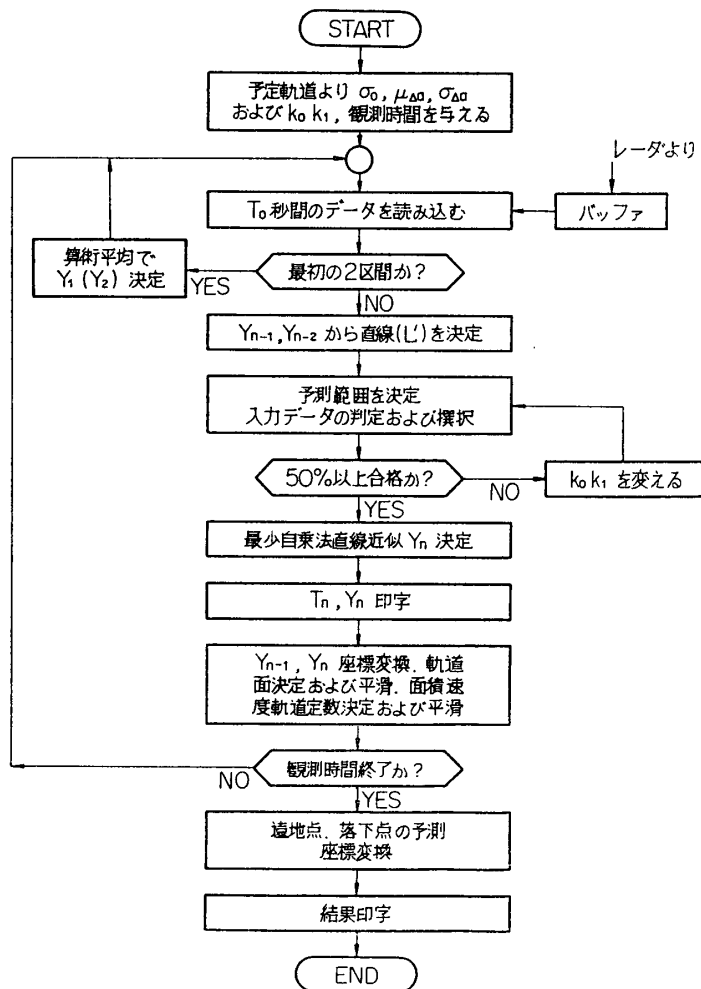 START
予定軌道より σ₀, μ_Δa, σ_Δa
および k₀ k₁, 観測時間を与える
レーダより
T₀ 秒間のデータを読み込む
バッファ
最初の2区間か?
YES
算術平均で
Y₁ (Y₂) 決定
NO
Yₙ₋₁, Yₙ₋₂ から直線(L')を決定
予測範囲を決定
入力データの判定および撰択
50%以上合格か?
NO
k₀ k₁ を変える
YES
最少自乗法直線近似 Yₙ 決定
Tₙ, Yₙ 印字
Yₙ₋₁, Yₙ 座標変換、軌道
面決定および平滑、面積速
度軌道定数決定および平滑
観測時間終了か?
NO
YES
遠地点、落下点の予測
座標変換
結果印字
END